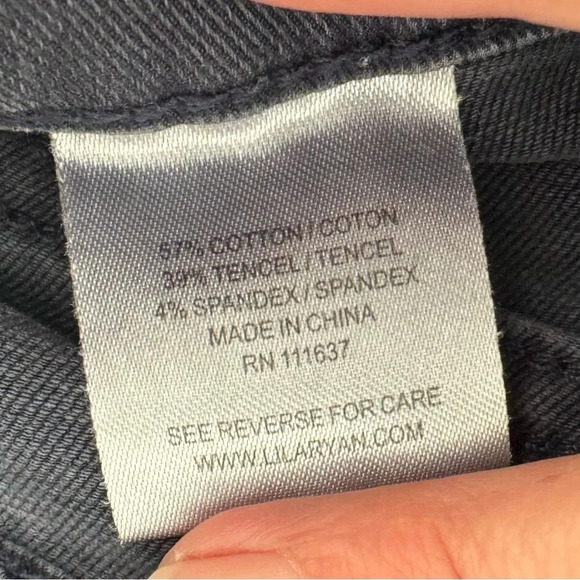 57% COTTON / COTON
39% TENCEL / TENCEL
4% SPANDEX / SPANDEX
MADE IN CHINA
RN 111637
SEE REVERSE FOR CARE
WWW.LILARYAN.COM